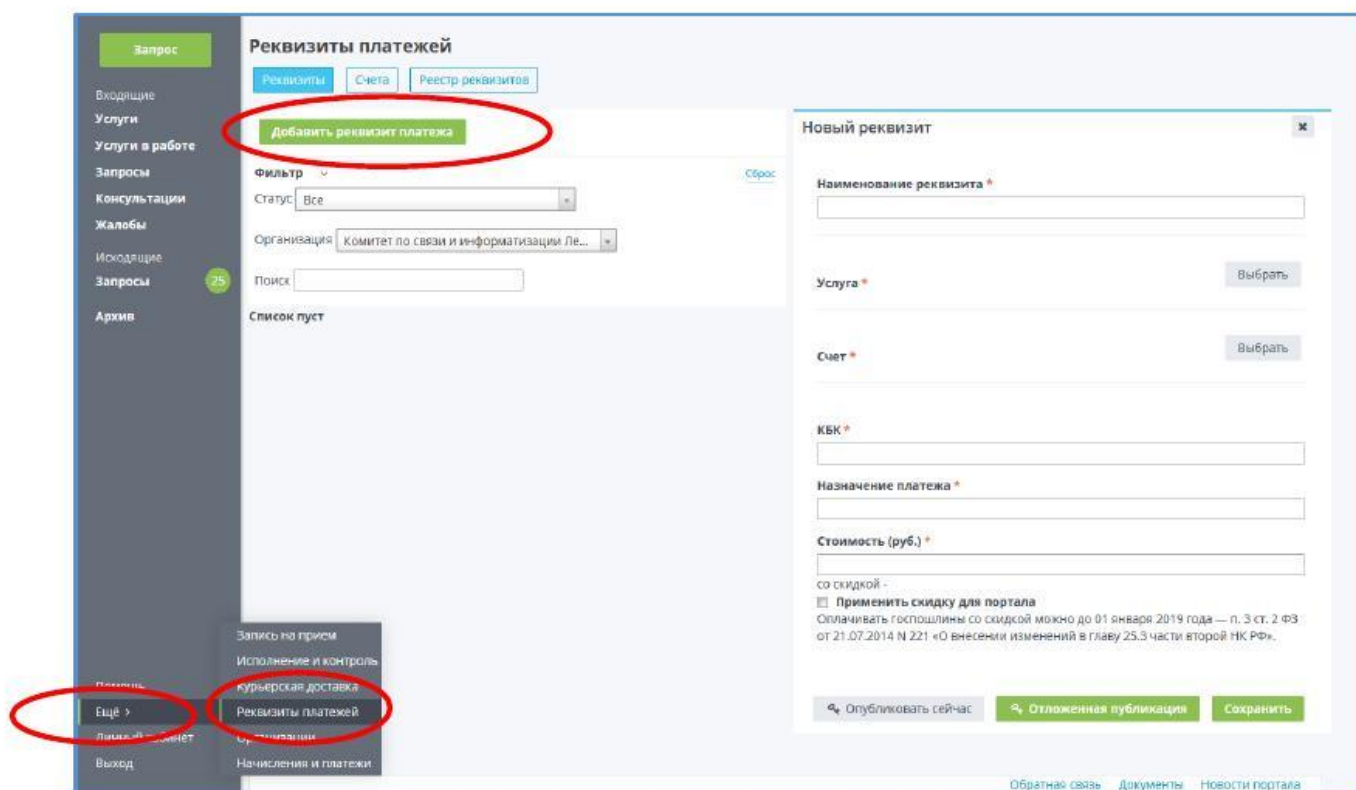 Запрос
Входящие
Услуги
Услуги в работе
Запросы
Консультации
Жалобы
Исходящие
Запросы 25
Архив
Реквизиты платежей
Реквизиты Счета Реестр реквизитов
Добавить реквизит платежа
Фильтр Сброс
Статус Все
Организация Комитет по связи и информатизации Ле...
Поиск
Список пуст
Новый реквизит
Наименование реквизита *
Услуга * Выбрать
Счет * Выбрать
КБК *
Назначение платежа *
Стоимость (руб.) *
со скидкой -
Применить скидку для портала
Оплачивать госпошлины со скидкой можно до 01 января 2019 года — п. 3 ст. 2 ФЗ
от 21.07.2014 N 221 «О внесении изменений в главу 25.3 части второй НК РФ».
Опубликовать сейчас Отложенная публикация Сохранить
Помощь
Ещё >
Личный кабинет
Выход
Запись на прием
Исполнение и контроль
Курьерская доставка
Реквизиты платежей
Организации
Начисления и платежи
Обратная связь Документы Новости портала